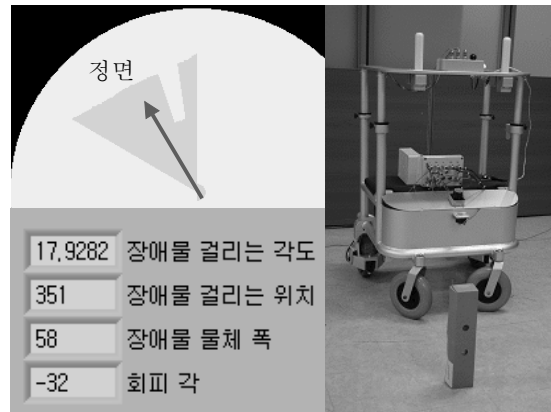 정면
17.9282 장애물 걸리는 각도
351 장애물 걸리는 위치
58 장애물 물체 폭
-32 회피 각